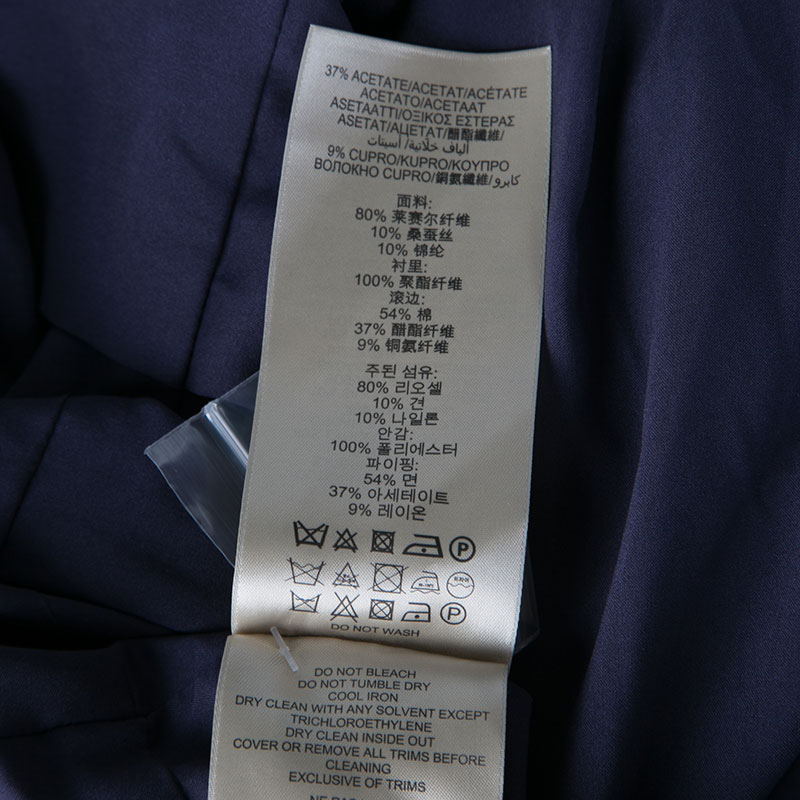 37% ACETATE/ACETAT/ACÉTATE
ACETATO/ACETAAT
ASETAATTI/ΟΞΙΚΟΣ ΕΣΤΕΡΑΣ
ASETAT/АЦЕТАТ/醋酯纖維/
ألياف خلاتية/ أسيتات
9% CUPRO/KUPRO/ΚΟΥΠΡΟ
ВОЛОКНО CUPRO/銅氨纖維/ كابرو
面料:
80% 莱赛尔纤维
10% 桑蚕丝
10% 锦纶
衬里:
100% 聚酯纤维
滚边:
54% 棉
37% 醋酯纤维
9% 铜氨纤维
주된 섬유:
80% 리오셀
10% 견
10% 나일론
안감:
100% 폴리에스터
파이핑:
54% 면
37% 아세테이트
9% 레이온
P
P
DO NOT WASH
DO NOT BLEACH
DO NOT TUMBLE DRY
COOL IRON
DRY CLEAN WITH ANY SOLVENT EXCEPT
TRICHLOROETHYLENE
DRY CLEAN INSIDE OUT
COVER OR REMOVE ALL TRIMS BEFORE
CLEANING
EXCLUSIVE OF TRIMS